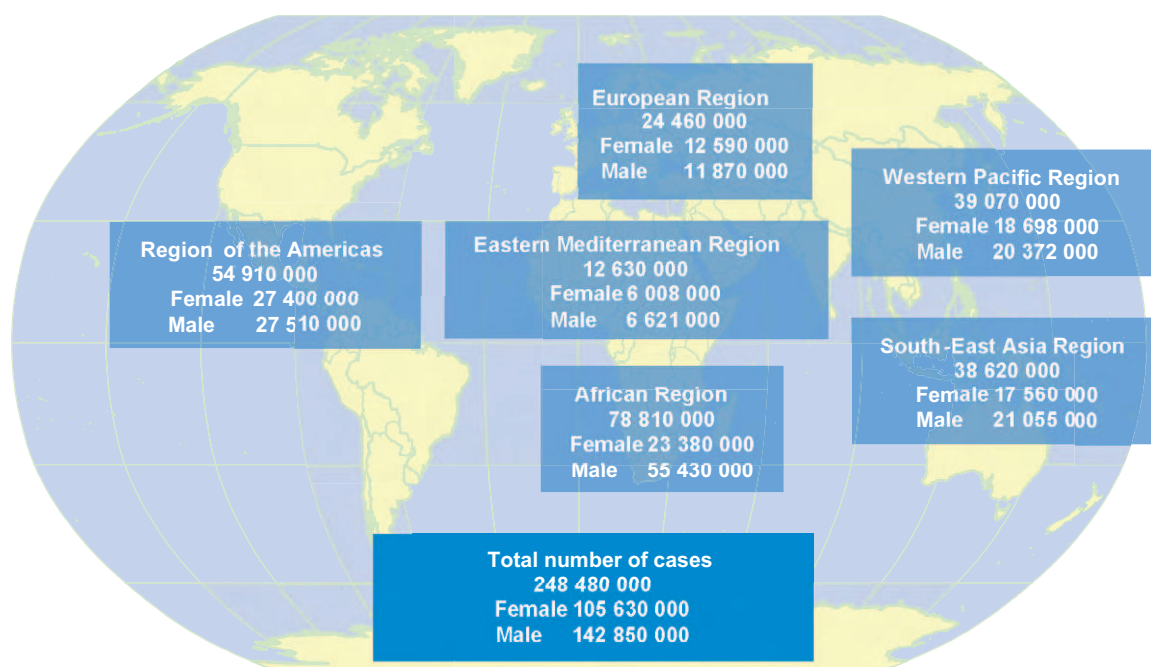 European Region
24 460 000
Female 12 590 000
Male 11 870 000
Western Pacific Region
39 070 000
Female 18 698 000
Male 20 372 000
Region of the Americas
54 910 000
Female 27 400 000
Male 27 510 000
Eastern Mediterranean Region
12 630 000
Female 6 008 000
Male 6 621 000
South-East Asia Region
38 620 000
Female 17 560 000
Male 21 055 000
African Region
78 810 000
Female 23 380 000
Male 55 430 000
Total number of cases
248 480 000
Female 105 630 000
Male 142 850 000